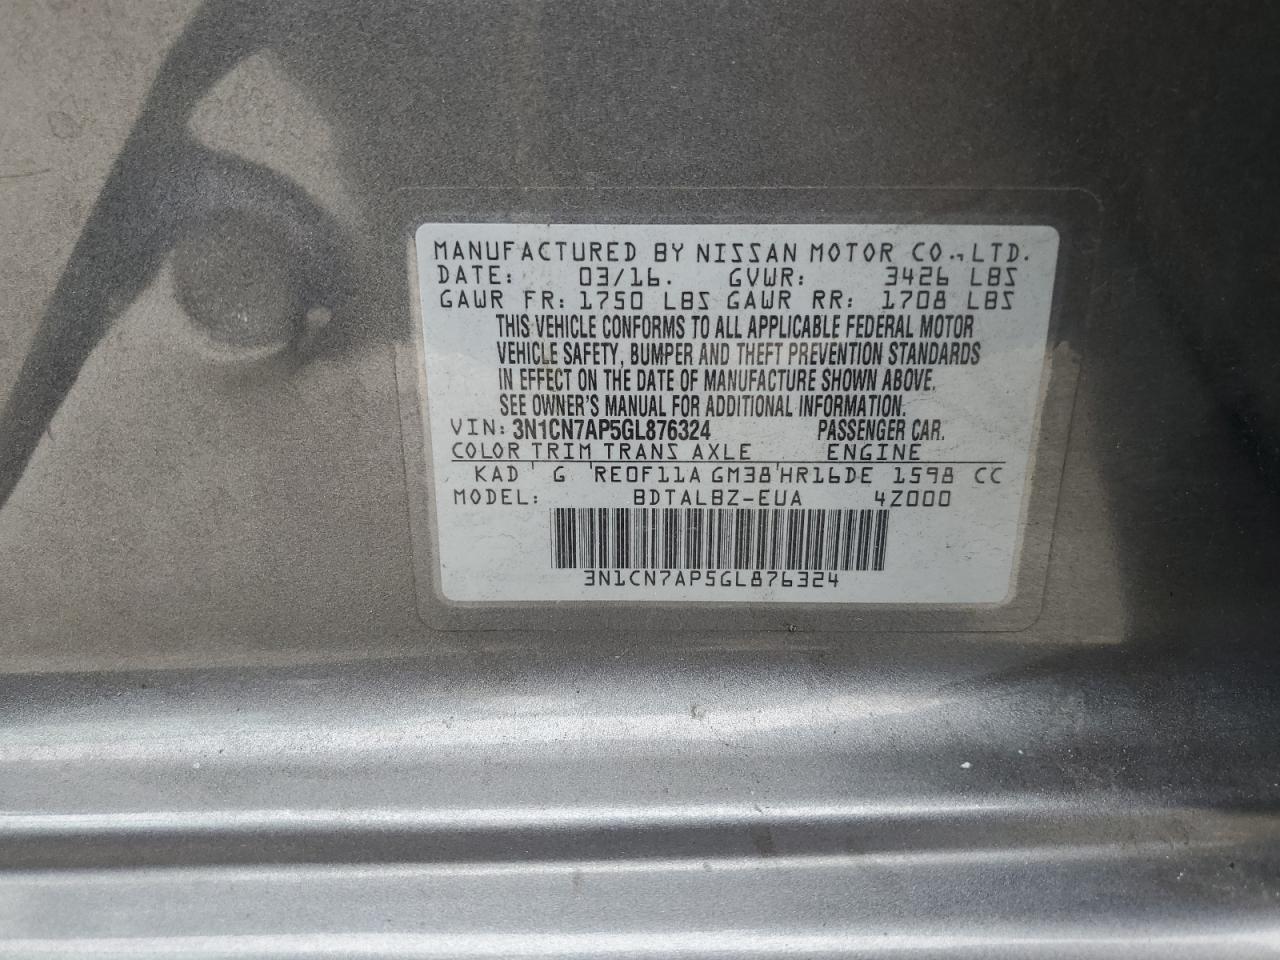 MANUFACTURED BY NISSAN MOTOR CO.,LTD.
DATE: 03/16. GVWR: 3426 LBS
GAWR FR: 1750 LBS GAWR RR: 1708 LBS
THIS VEHICLE CONFORMS TO ALL APPLICABLE FEDERAL MOTOR
VEHICLE SAFETY, BUMPER AND THEFT PREVENTION STANDARDS
IN EFFECT ON THE DATE OF MANUFACTURE SHOWN ABOVE.
SEE OWNER'S MANUAL FOR ADDITIONAL INFORMATION.
VIN: 3N1CN7AP5GL876324 PASSENGER CAR.
COLOR TRIM TRANS AXLE ENGINE
KAD G RE0F11A GM38 HR16DE 1598 CC
MODEL: BDTALBZ-EUA 4Z000
3N1CN7AP5GL876324